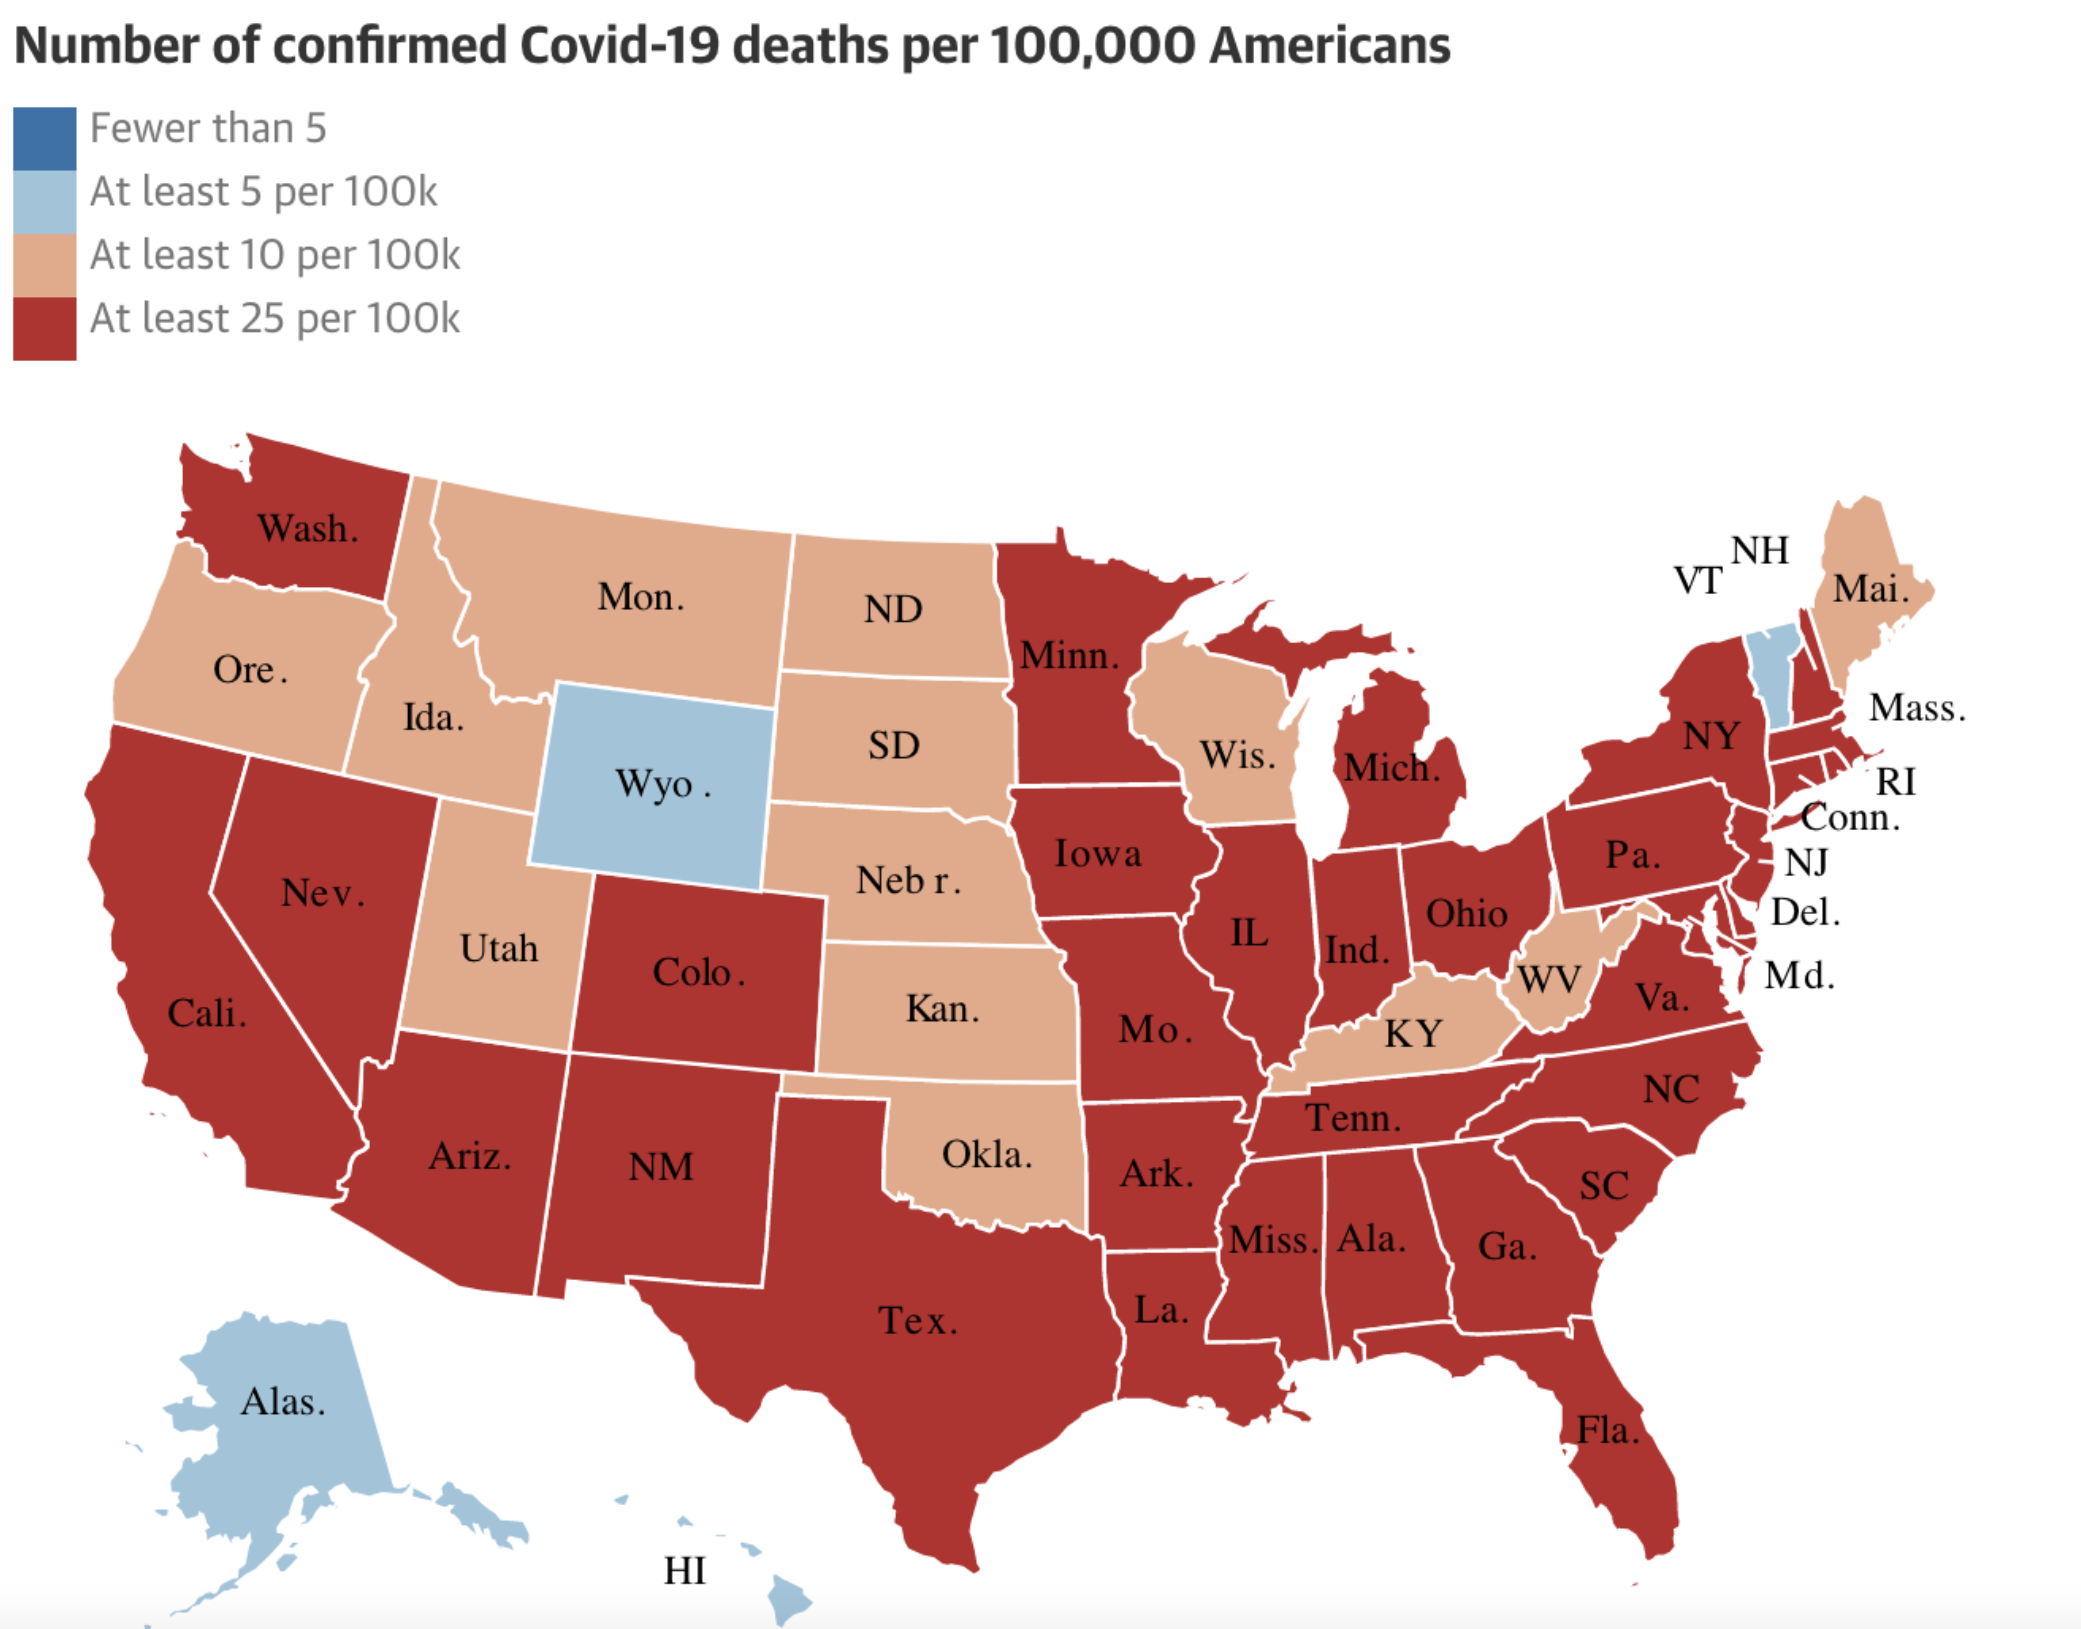 Number of confirmed Covid-19 deaths per 100,000 Americans
Fewer than 5
At least 5 per 100k
At least 10 per 100k
At least 25 per 100k
Wash.
Mon.
ND
Minn.
VT
NH
Mai.
Ore.
Ida.
Wyo .
SD
Wis.
Mich.
NY
Mass.
RI
Conn.
Nev.
Utah
Colo.
Neb r.
Iowa
IL
Ind.
Ohio
Pa.
NJ
Del.
Md.
Cali.
Kan.
Mo.
KY
WV
Va.
Ariz.
NM
Okla.
Ark.
Tenn.
NC
SC
Tex.
La.
Miss.
Ala.
Ga.
Fla.
Alas.
HI